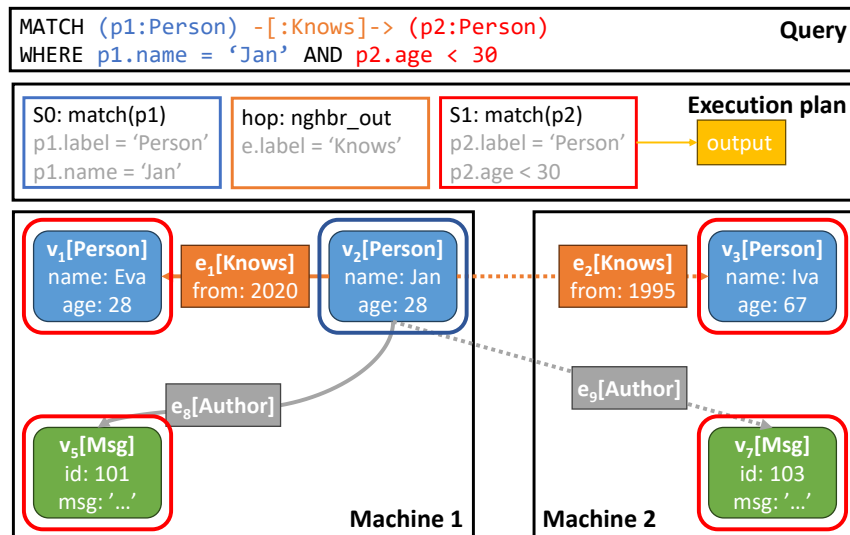 MATCH (p1:Person) -[:Knows]-> (p2:Person)
WHERE p1.name = ‘Jan’ AND p2.age < 30
Query
Execution plan
S0: match(p1)
p1.label = ‘Person’
p1.name = ‘Jan’
hop: nghbr_out
e.label = ‘Knows’
S1: match(p2)
p2.label = ‘Person’
p2.age < 30
output
v1[Person]
name: Eva
age: 28
e1[Knows]
from: 2020
v2[Person]
name: Jan
age: 28
e2[Knows]
from: 1995
v3[Person]
name: Iva
age: 67
e8[Author]
e9[Author]
v5[Msg]
id: 101
msg: ’…’
Machine 1
v7[Msg]
id: 103
msg: ’…’
Machine 2